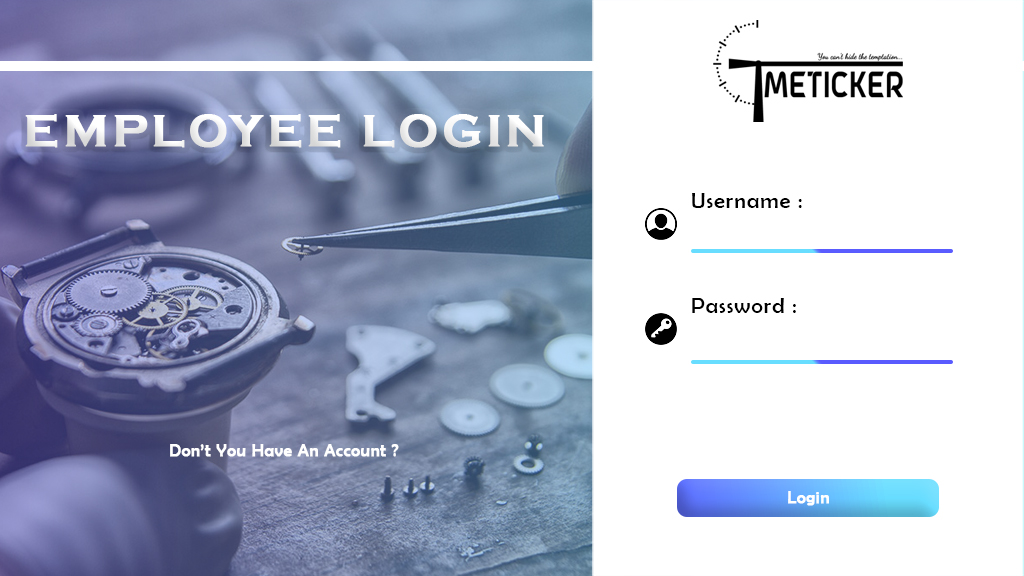 EMPLOYEE LOGIN
Don't You Have An Account ?
You can't hide the temptation...
TMETICKER
Username :
Password :
Login